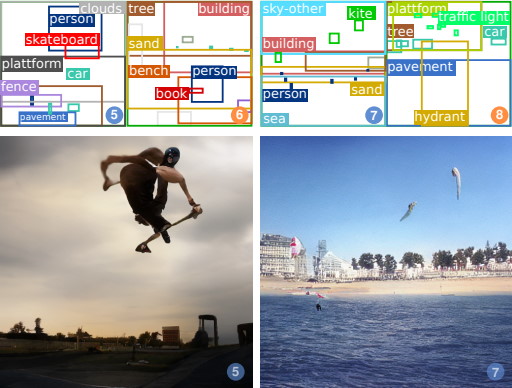 clouds
person
skateboard
plattform
car
fence
pavement
5
tree
building
sand
bench
person
book
6
sky-other
kite
building
person
sand
sea
7
plattform
traffic light
tree
car
pavement
hydrant
8
5
7